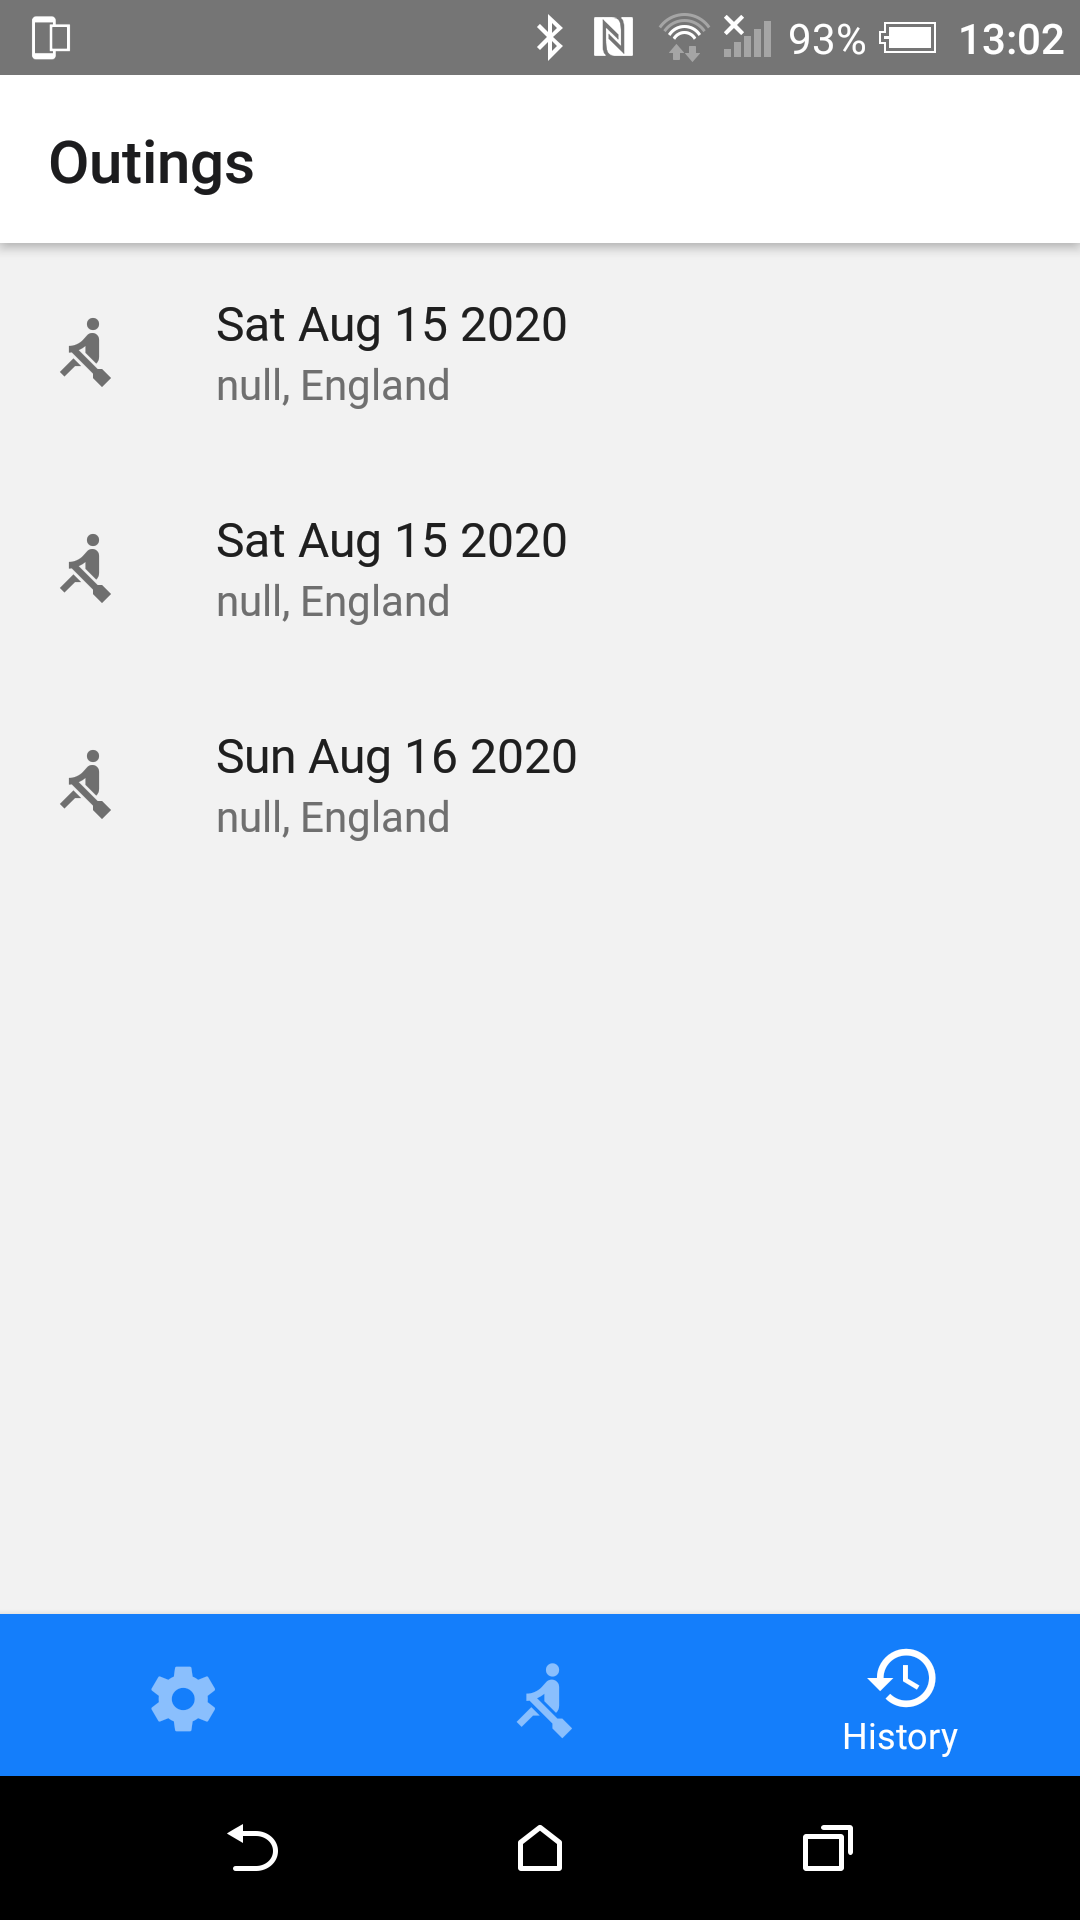 93% 13:02
Outings
Sat Aug 15 2020
null, England
Sat Aug 15 2020
null, England
Sun Aug 16 2020
null, England
History